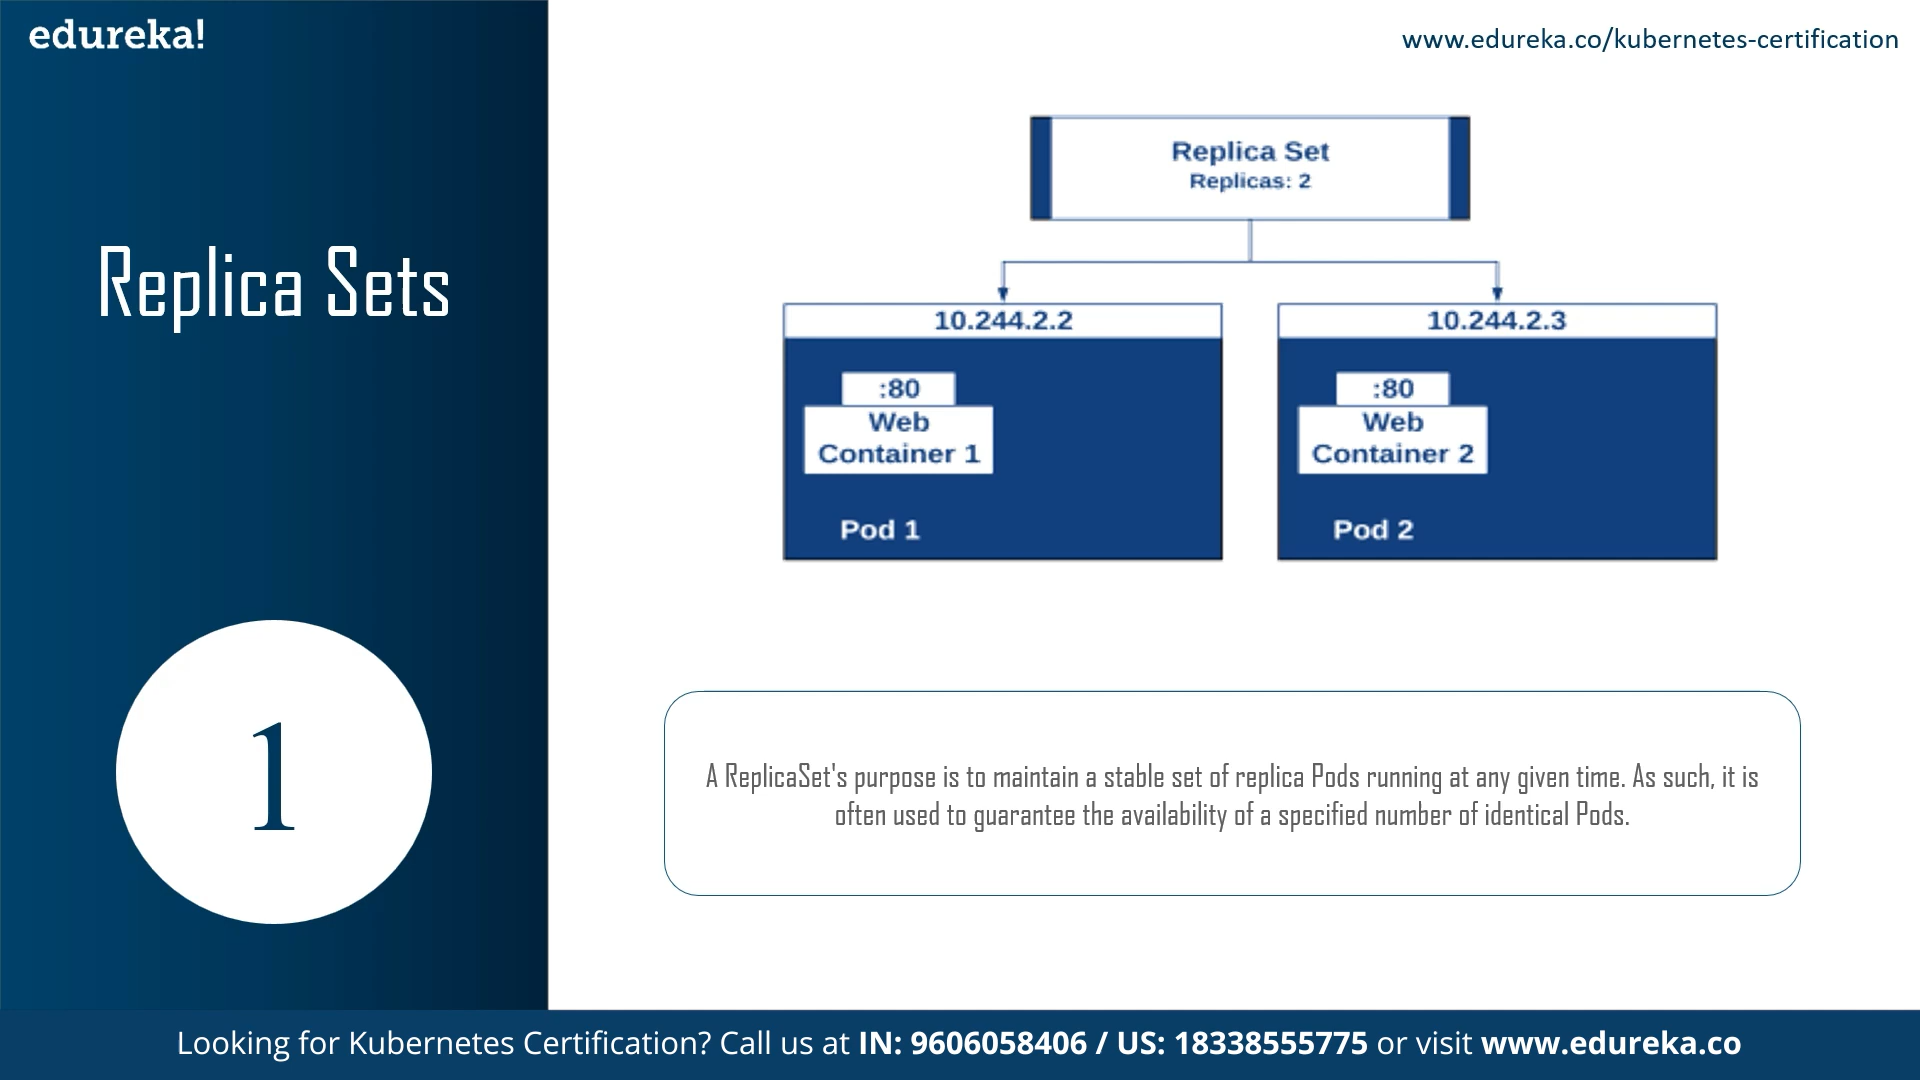 edureka!
www.edureka.co/kubernetes-certification
Replica Sets
1
Replica Set
Replicas: 2
10.244.2.2
:80
Web
Container 1
Pod 1
10.244.2.3
:80
Web
Container 2
Pod 2
A ReplicaSet's purpose is to maintain a stable set of replica Pods running at any given time. As such, it is
often used to guarantee the availability of a specified number of identical Pods.
Looking for Kubernetes Certification? Call us at IN: 9606058406 / US: 18338555775 or visit www.edureka.co